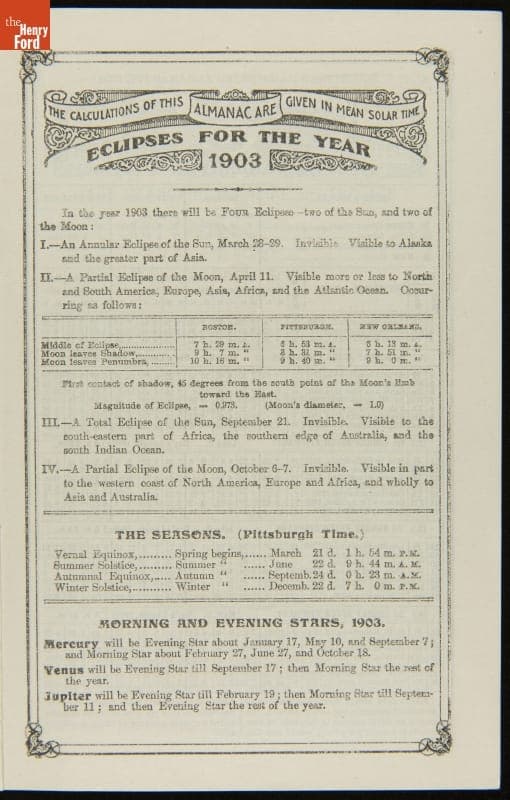 the
Henry
Ford
THE CALCULATIONS OF THIS ALMANAC ARE GIVEN IN MEAN SOLAR TIME
ECLIPSES FOR THE YEAR
1903
In the year 1903 there will be FOUR Eclipses—two of the Sun, and two of
the Moon:
I.—An Annular Eclipse of the Sun, March 28-29. Invisible. Visible to Alaska
and the greater part of Asia.
II.—A Partial Eclipse of the Moon, April 11. Visible more or less to North
and South America, Europe, Asia, Africa, and the Atlantic Ocean. Occur-
ring as follows:
BOSTON. PITTSBURGH. NEW ORLEANS.
Middle of Eclipse,.............. 7 h. 29 m. A. 6 h. 53 m. A. 6 h. 13 m. A.
Moon leaves Shadow,............ 9 h. 7 m. " 8 h. 31 m. " 7 h. 51 m. "
Moon leaves Penumbra,........ 10 h. 16 m. " 9 h. 40 m. " 9 h. 0 m. "
First contact of shadow, 45 degrees from the south point of the Moon's limb
toward the East.
Magnitude of Eclipse, = 0.973. (Moon's diameter, = 1.0)
III.—A Total Eclipse of the Sun, September 21. Invisible. Visible to the
south-eastern part of Africa, the southern edge of Australia, and the
south Indian Ocean.
IV.—A Partial Eclipse of the Moon, October 6-7. Invisible. Visible in part
to the western coast of North America, Europe and Africa, and wholly to
Asia and Australia.
THE SEASONS. (Pittsburgh Time.)
Vernal Equinox,......... Spring begins,...... March 21 d. 1 h. 54 m. P.M.
Summer Solstice,......... Summer " ...... June 22 d. 9 h. 44 m. A.M.
Autumnal Equinox,..... Autumn " ...... Septemb. 24 d. 0 h. 23 m. A.M.
Winter Solstice,........... Winter " ...... Decemb. 22 d. 7 h. 0 m. P.M.
MORNING AND EVENING STARS, 1903.
Mercury will be Evening Star about January 17, May 10, and September 7;
and Morning Star about February 27, June 27, and October 18.
Venus will be Evening Star till September 17; then Morning Star the rest of
the year.
Jupiter will be Evening Star till February 19; then Morning Star till Septem-
ber 11; and then Evening Star the rest of the year.